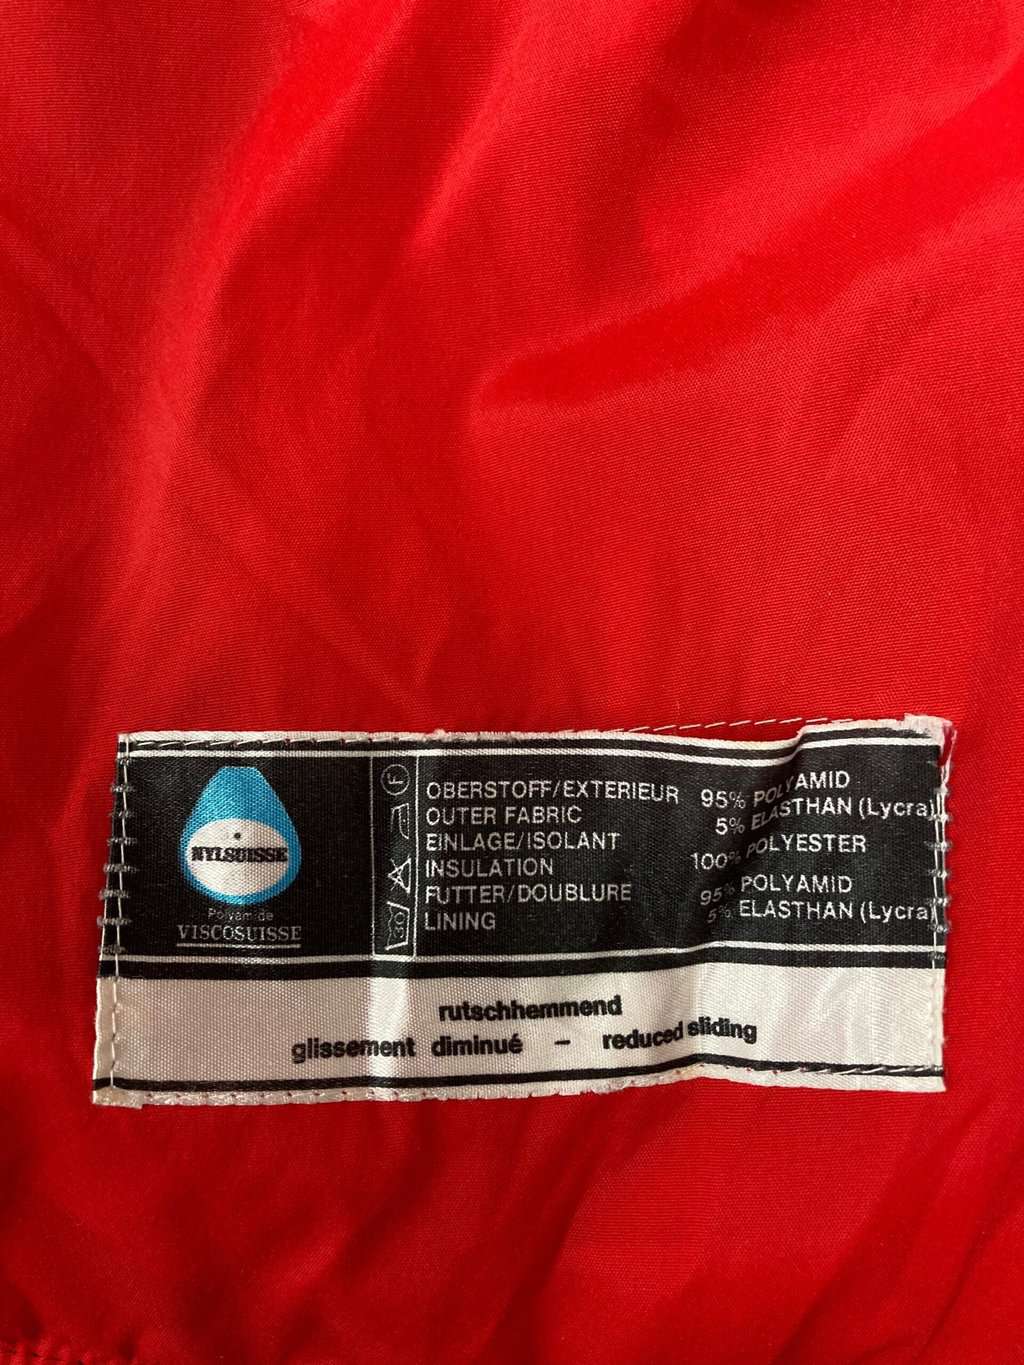 NYLSUISSE
Polyamide
VISCOSUISSE
30
F
OBERSTOFF/EXTERIEUR 95% POLYAMID
OUTER FABRIC 5% ELASTHAN (Lycra)
EINLAGE/ISOLANT
INSULATION 100% POLYESTER
FUTTER/DOUBLURE 95% POLYAMID
LINING 5% ELASTHAN (Lycra)
rutschhemmend
glissement diminué – reduced sliding